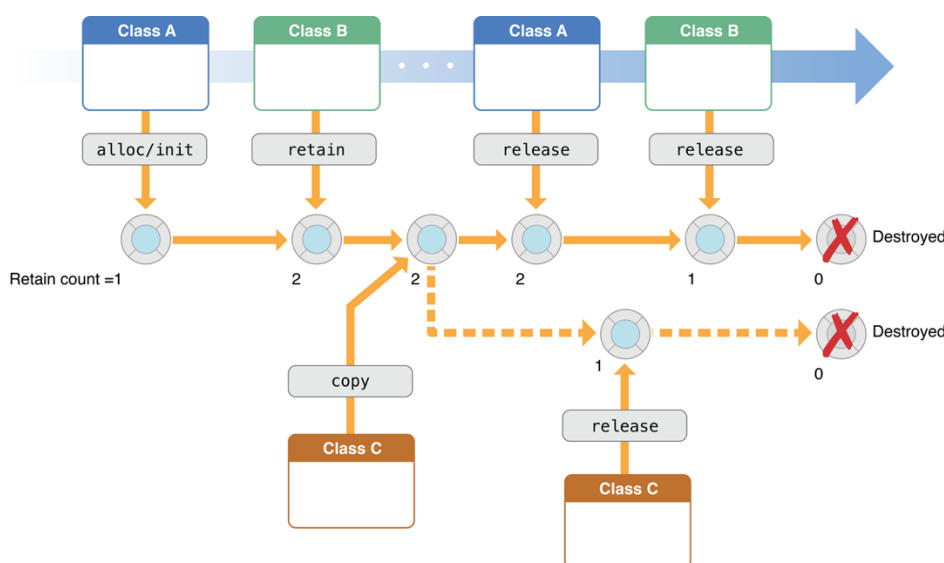 Class A
Class B
Class A
Class B
alloc/init
retain
release
release
Destroyed
Retain count =1
2
2
2
1
0
Destroyed
1
0
copy
release
Class C
Class C